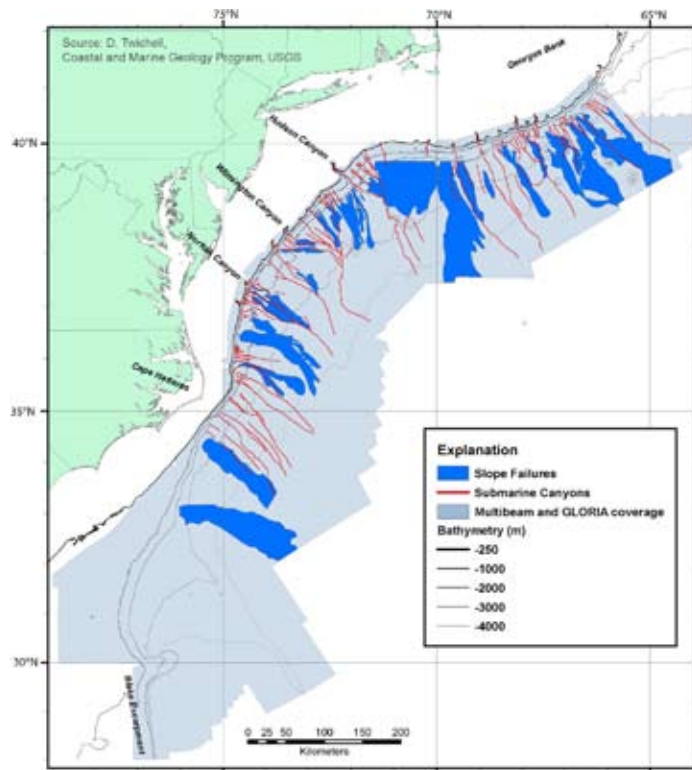 75°N
70°N
65°N
Source: D. Twichell,
Coastal and Marine Geology Program, USGS
Georges Bank
40°N
Hudson Canyon
Wilmington Canyon
Norfolk Canyon
Cape Hatteras
35°N
Explanation
Slope Failures
Submarine Canyons
Multibeam and GLORIA coverage
Bathymetry (m)
-250
-1000
-2000
-3000
-4000
30°N
Blake Escarpment
0 25 50 100 150 200
Kilometers